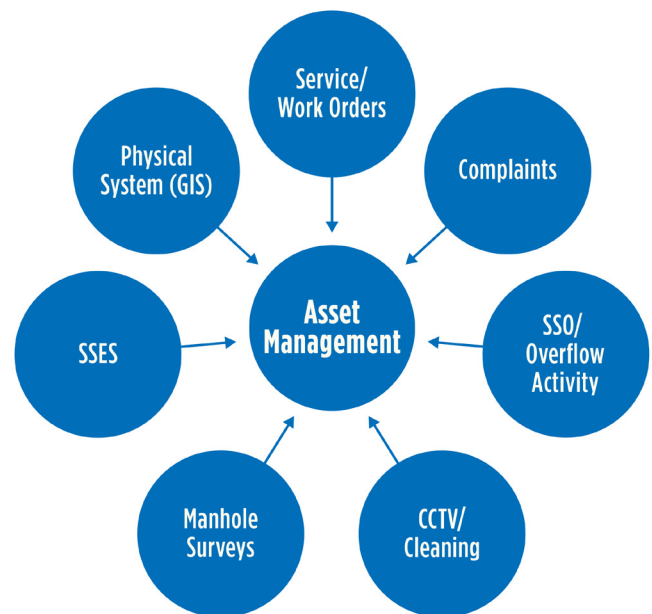 Service/
Work Orders
Physical
System (GIS)
Complaints
Asset
Management
SSES
SSO/
Overflow
Activity
Manhole
Surveys
CCTV/
Cleaning